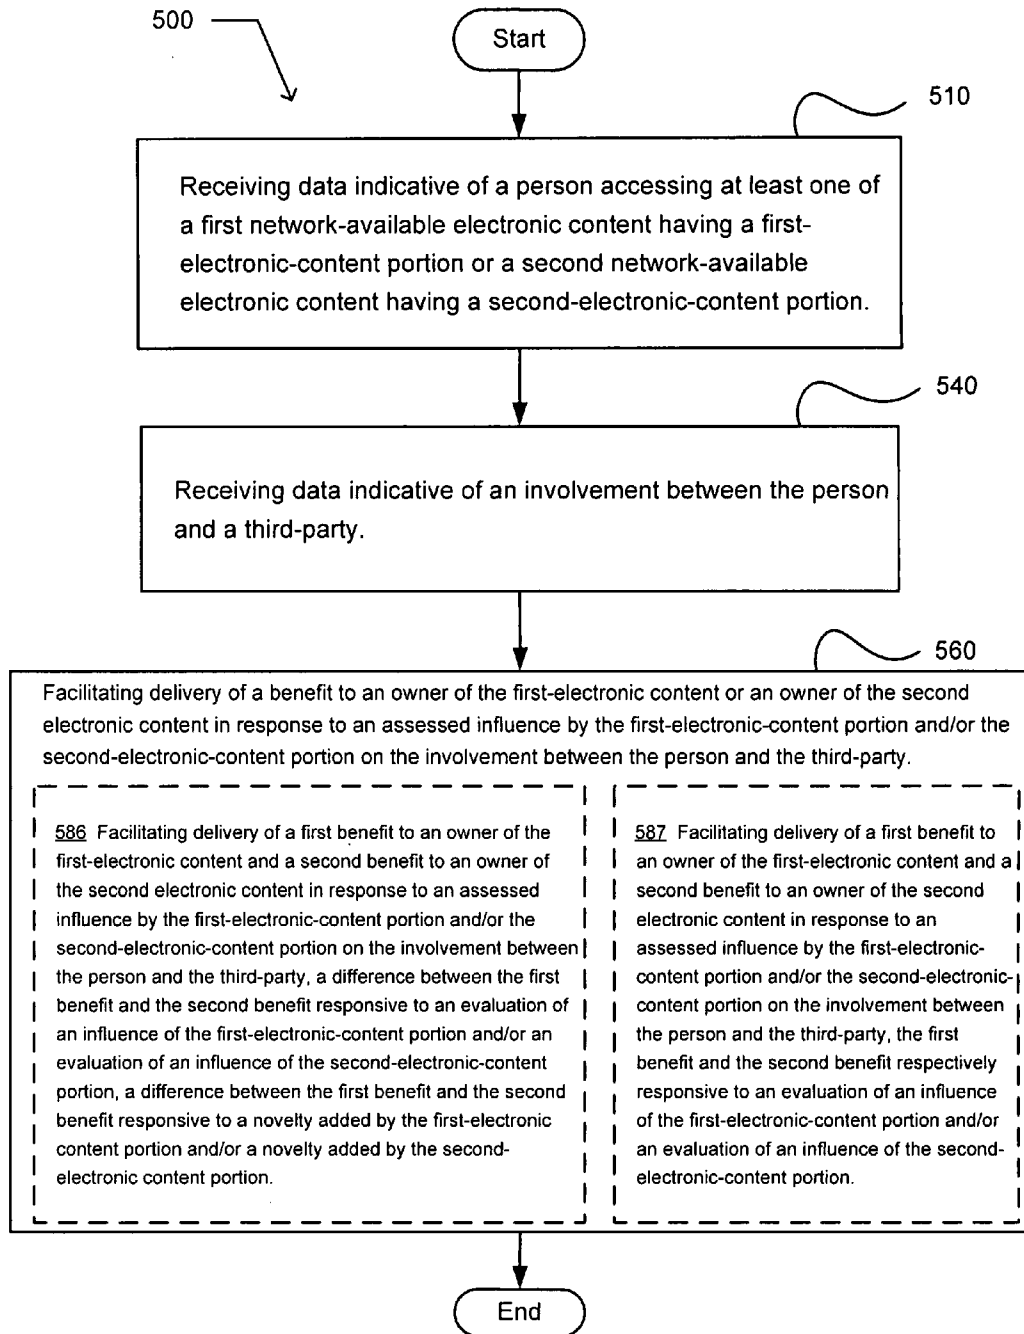 500
Start
510
Receiving data indicative of a person accessing at least one of
a first network-available electronic content having a first-
electronic-content portion or a second network-available
electronic content having a second-electronic-content portion.
540
Receiving data indicative of an involvement between the person
and a third-party.
560
Facilitating delivery of a benefit to an owner of the first-electronic content or an owner of the second
electronic content in response to an assessed influence by the first-electronic-content portion and/or the
second-electronic-content portion on the involvement between the person and the third-party.
586 Facilitating delivery of a first benefit to an owner of the
first-electronic content and a second benefit to an owner of
the second electronic content in response to an assessed
influence by the first-electronic-content portion and/or the
second-electronic-content portion on the involvement between
the person and the third-party, a difference between the first
benefit and the second benefit responsive to an evaluation of
an influence of the first-electronic-content portion and/or an
evaluation of an influence of the second-electronic-content
portion, a difference between the first benefit and the second
benefit responsive to a novelty added by the first-electronic
content portion and/or a novelty added by the second-
electronic content portion.
587 Facilitating delivery of a first benefit to
an owner of the first-electronic content and a
second benefit to an owner of the second
electronic content in response to an
assessed influence by the first-electronic-
content portion and/or the second-electronic-
content portion on the involvement between
the person and the third-party, the first
benefit and the second benefit respectively
responsive to an evaluation of an influence
of the first-electronic-content portion and/or
an evaluation of an influence of the second-
electronic-content portion.
End